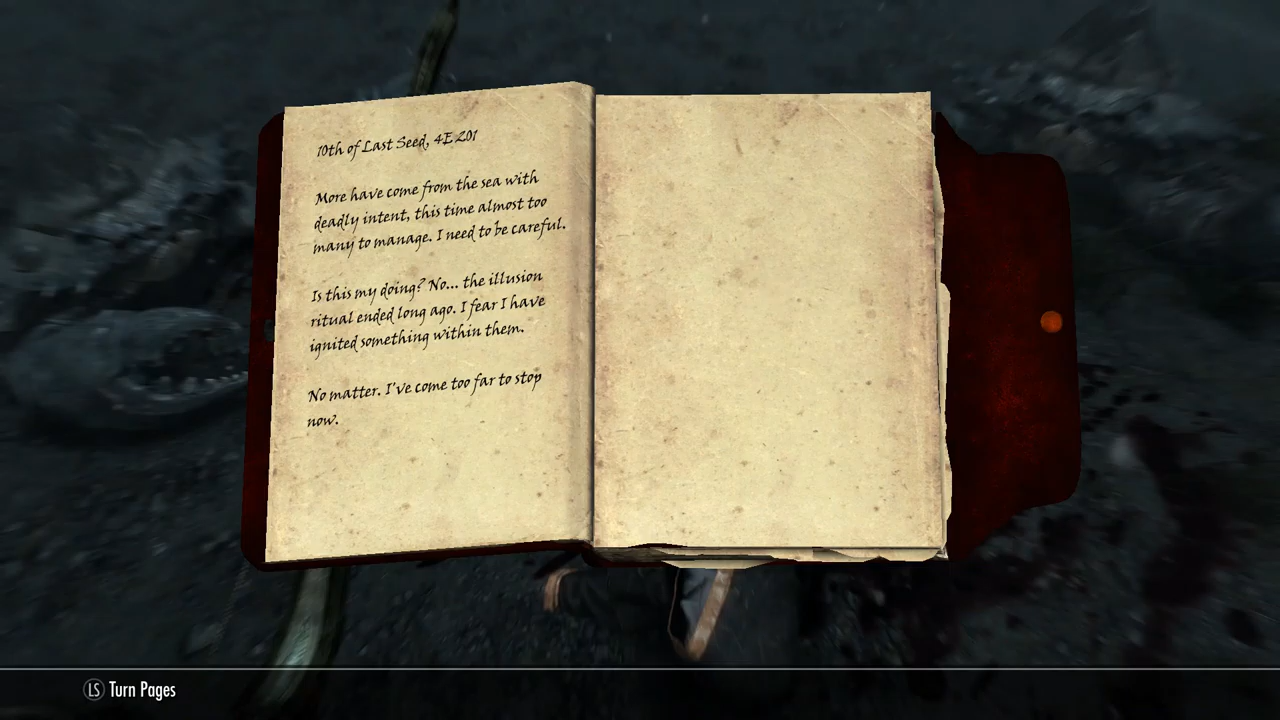 10th of Last Seed, 4E 201
More have come from the sea with
deadly intent, this time almost too
many to manage. I need to be careful.
Is this my doing? No... the illusion
ritual ended long ago. I fear I have
ignited something within them.
No matter. I've come too far to stop
now.
LS Turn Pages